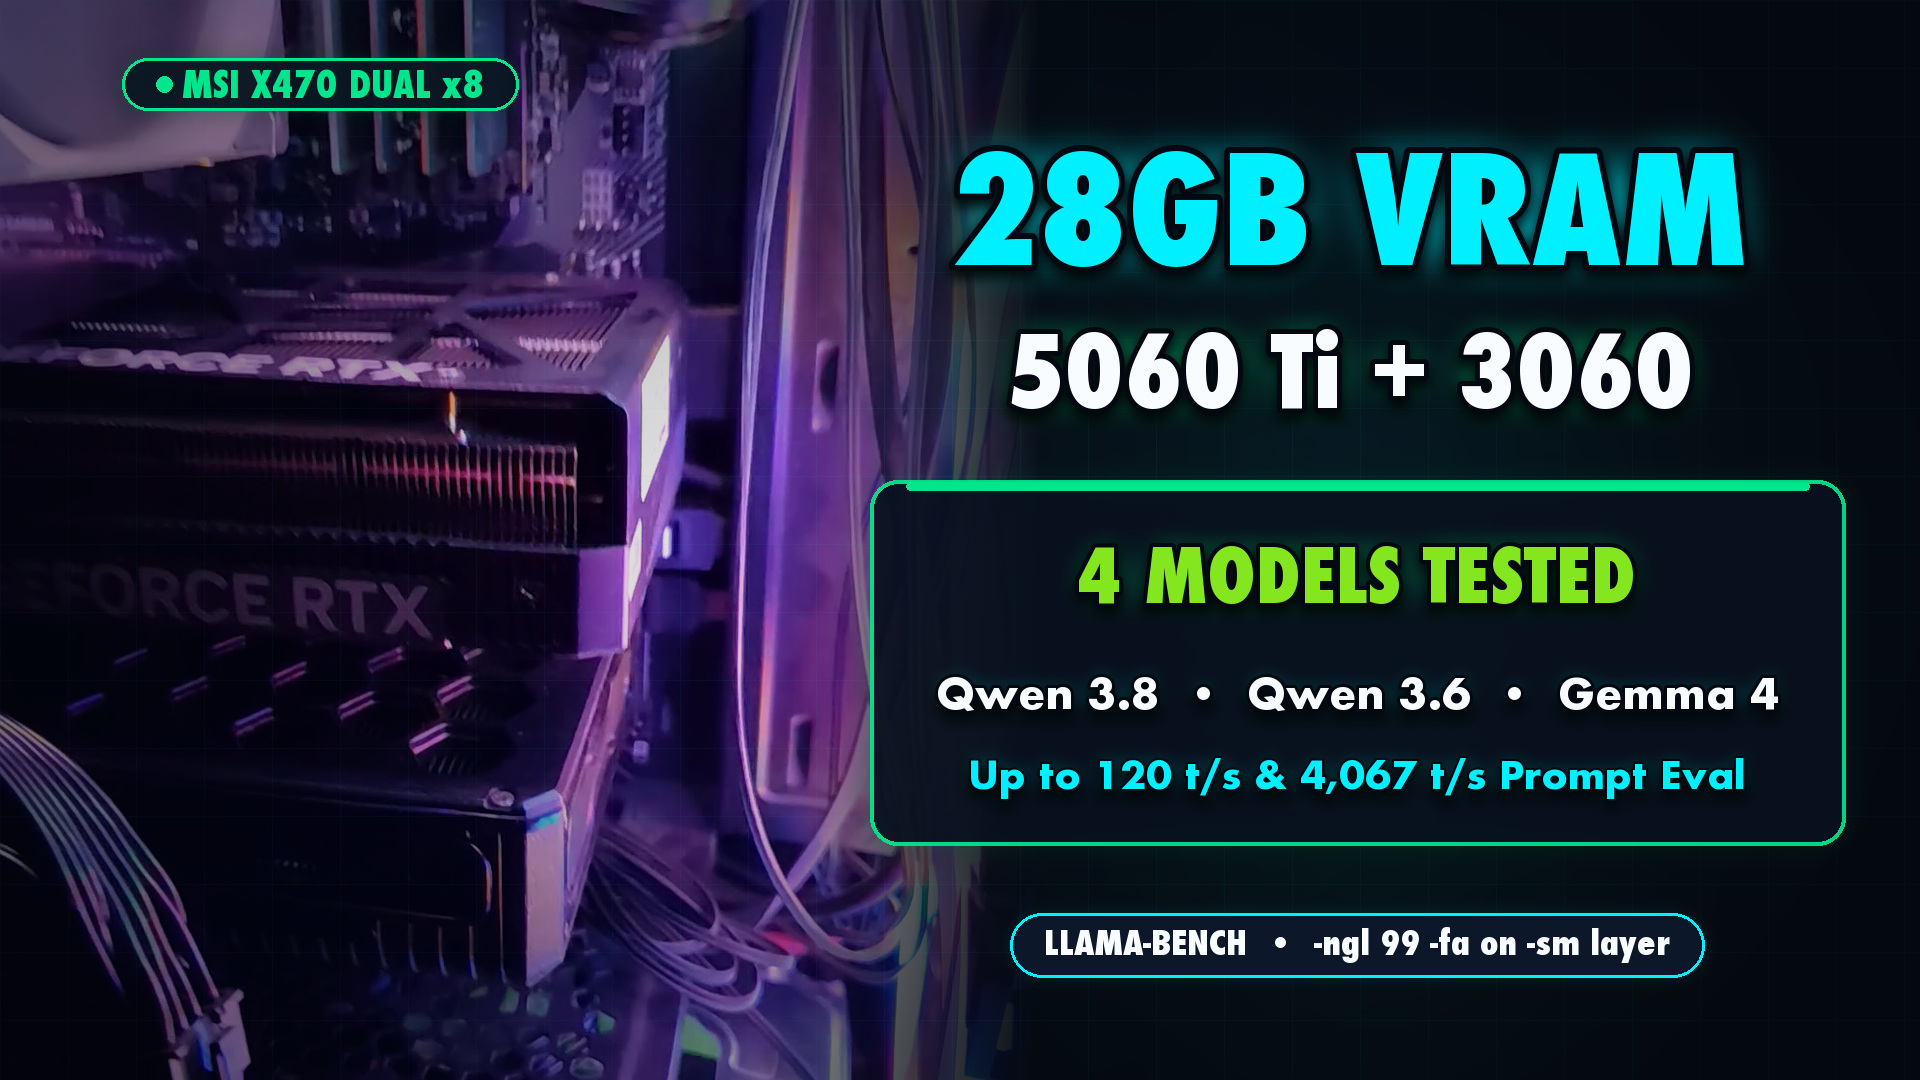 MSI X470 DUAL x8
28GB VRAM
5060 Ti + 3060
GEFORCE RTX
EFORCE RTX
4 MODELS TESTED
Qwen 3.8 • Qwen 3.6 • Gemma 4
Up to 120 t/s & 4,067 t/s Prompt Eval
LLAMA-BENCH • -ngl 99 -fa on -sm layer